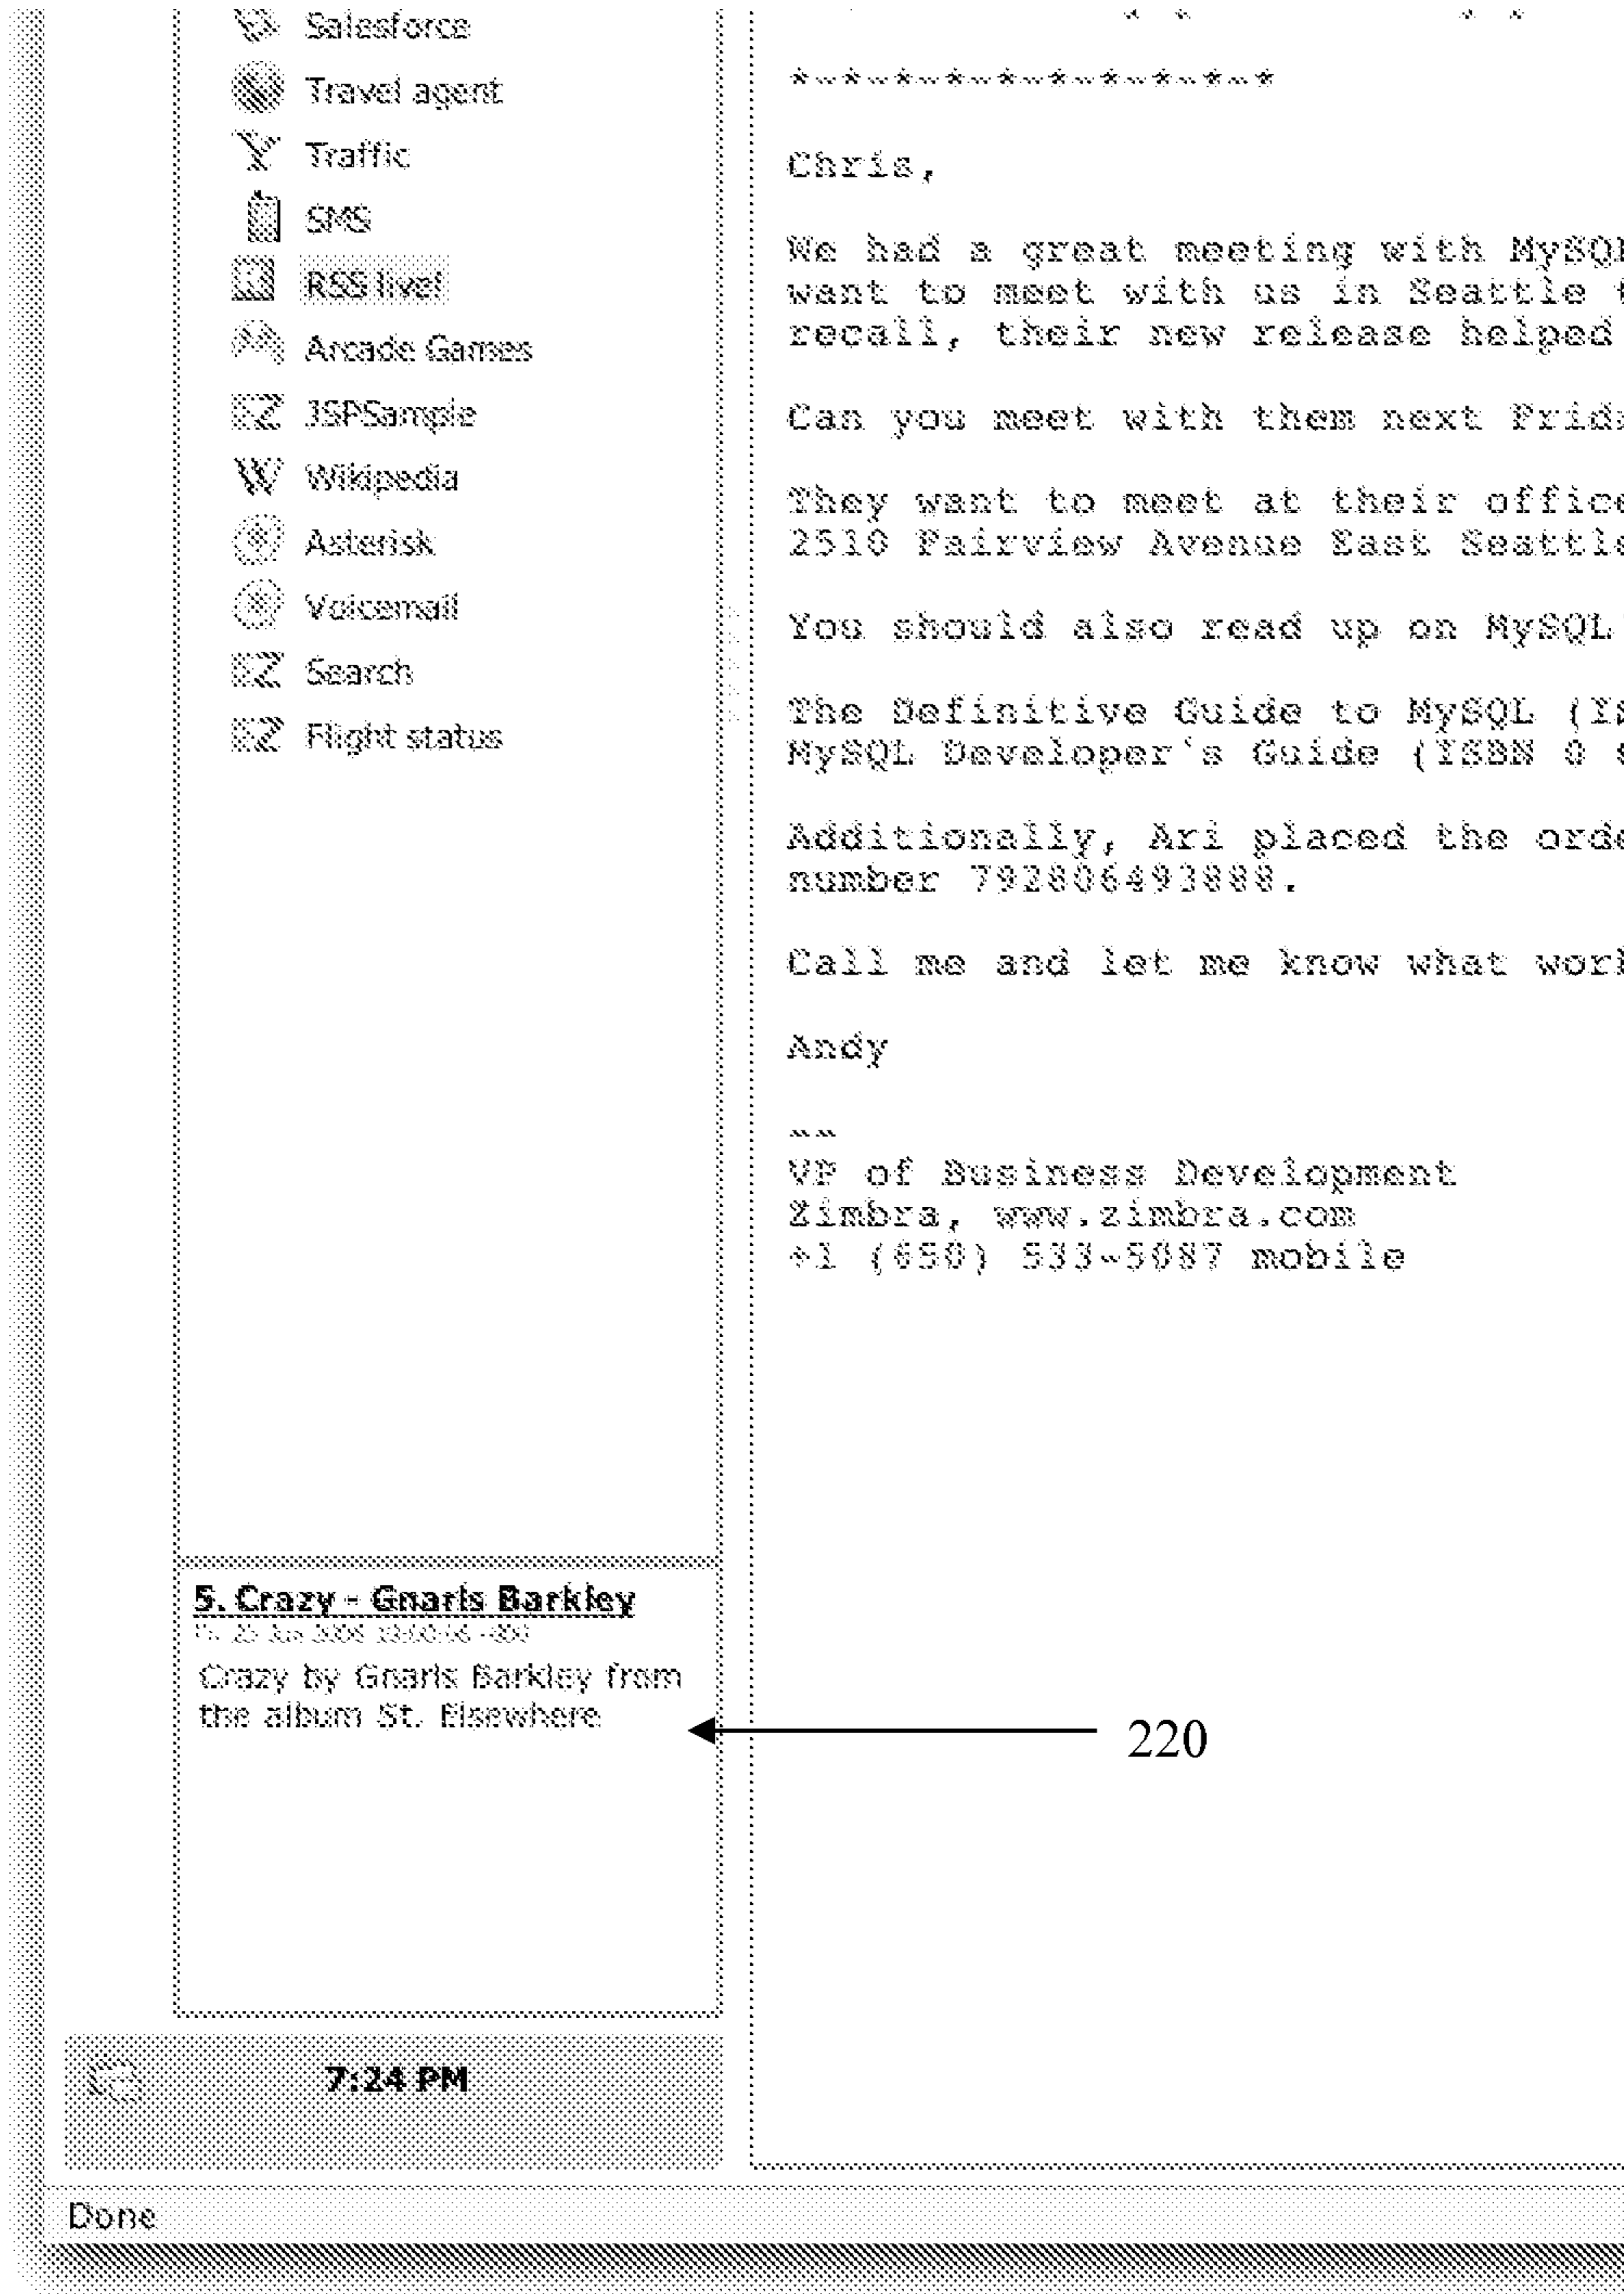 Salesforce
Travel agent
Traffic
SMS
RSS live!
Arcade Games
JSPSample
Wikipedia
Asterisk
Voicemail
Search
Flight status
5. Crazy - Gnarls Barkley
Crazy by Gnarls Barkley from
the album St. Elsewhere
7:24 PM
*~*~*~*~*~*~*~*~*~*
Chris,
We had a great meeting with MySQL
want to meet with us in Seattle
recall, their new release helped
Can you meet with them next
They want to meet at their
2510 Fairview Avenue East Seattle
You should also read up on MySQL'
The Definitive Guide to MySQL
MySQL Developer's Guide (ISBN 0
Additionally, Ari placed the
number 792806493888.
Call me and let me know what
Andy
--
VP of Business Development
Zimbra, www.zimbra.com
+1 (650) 533-5087 mobile
220
Done